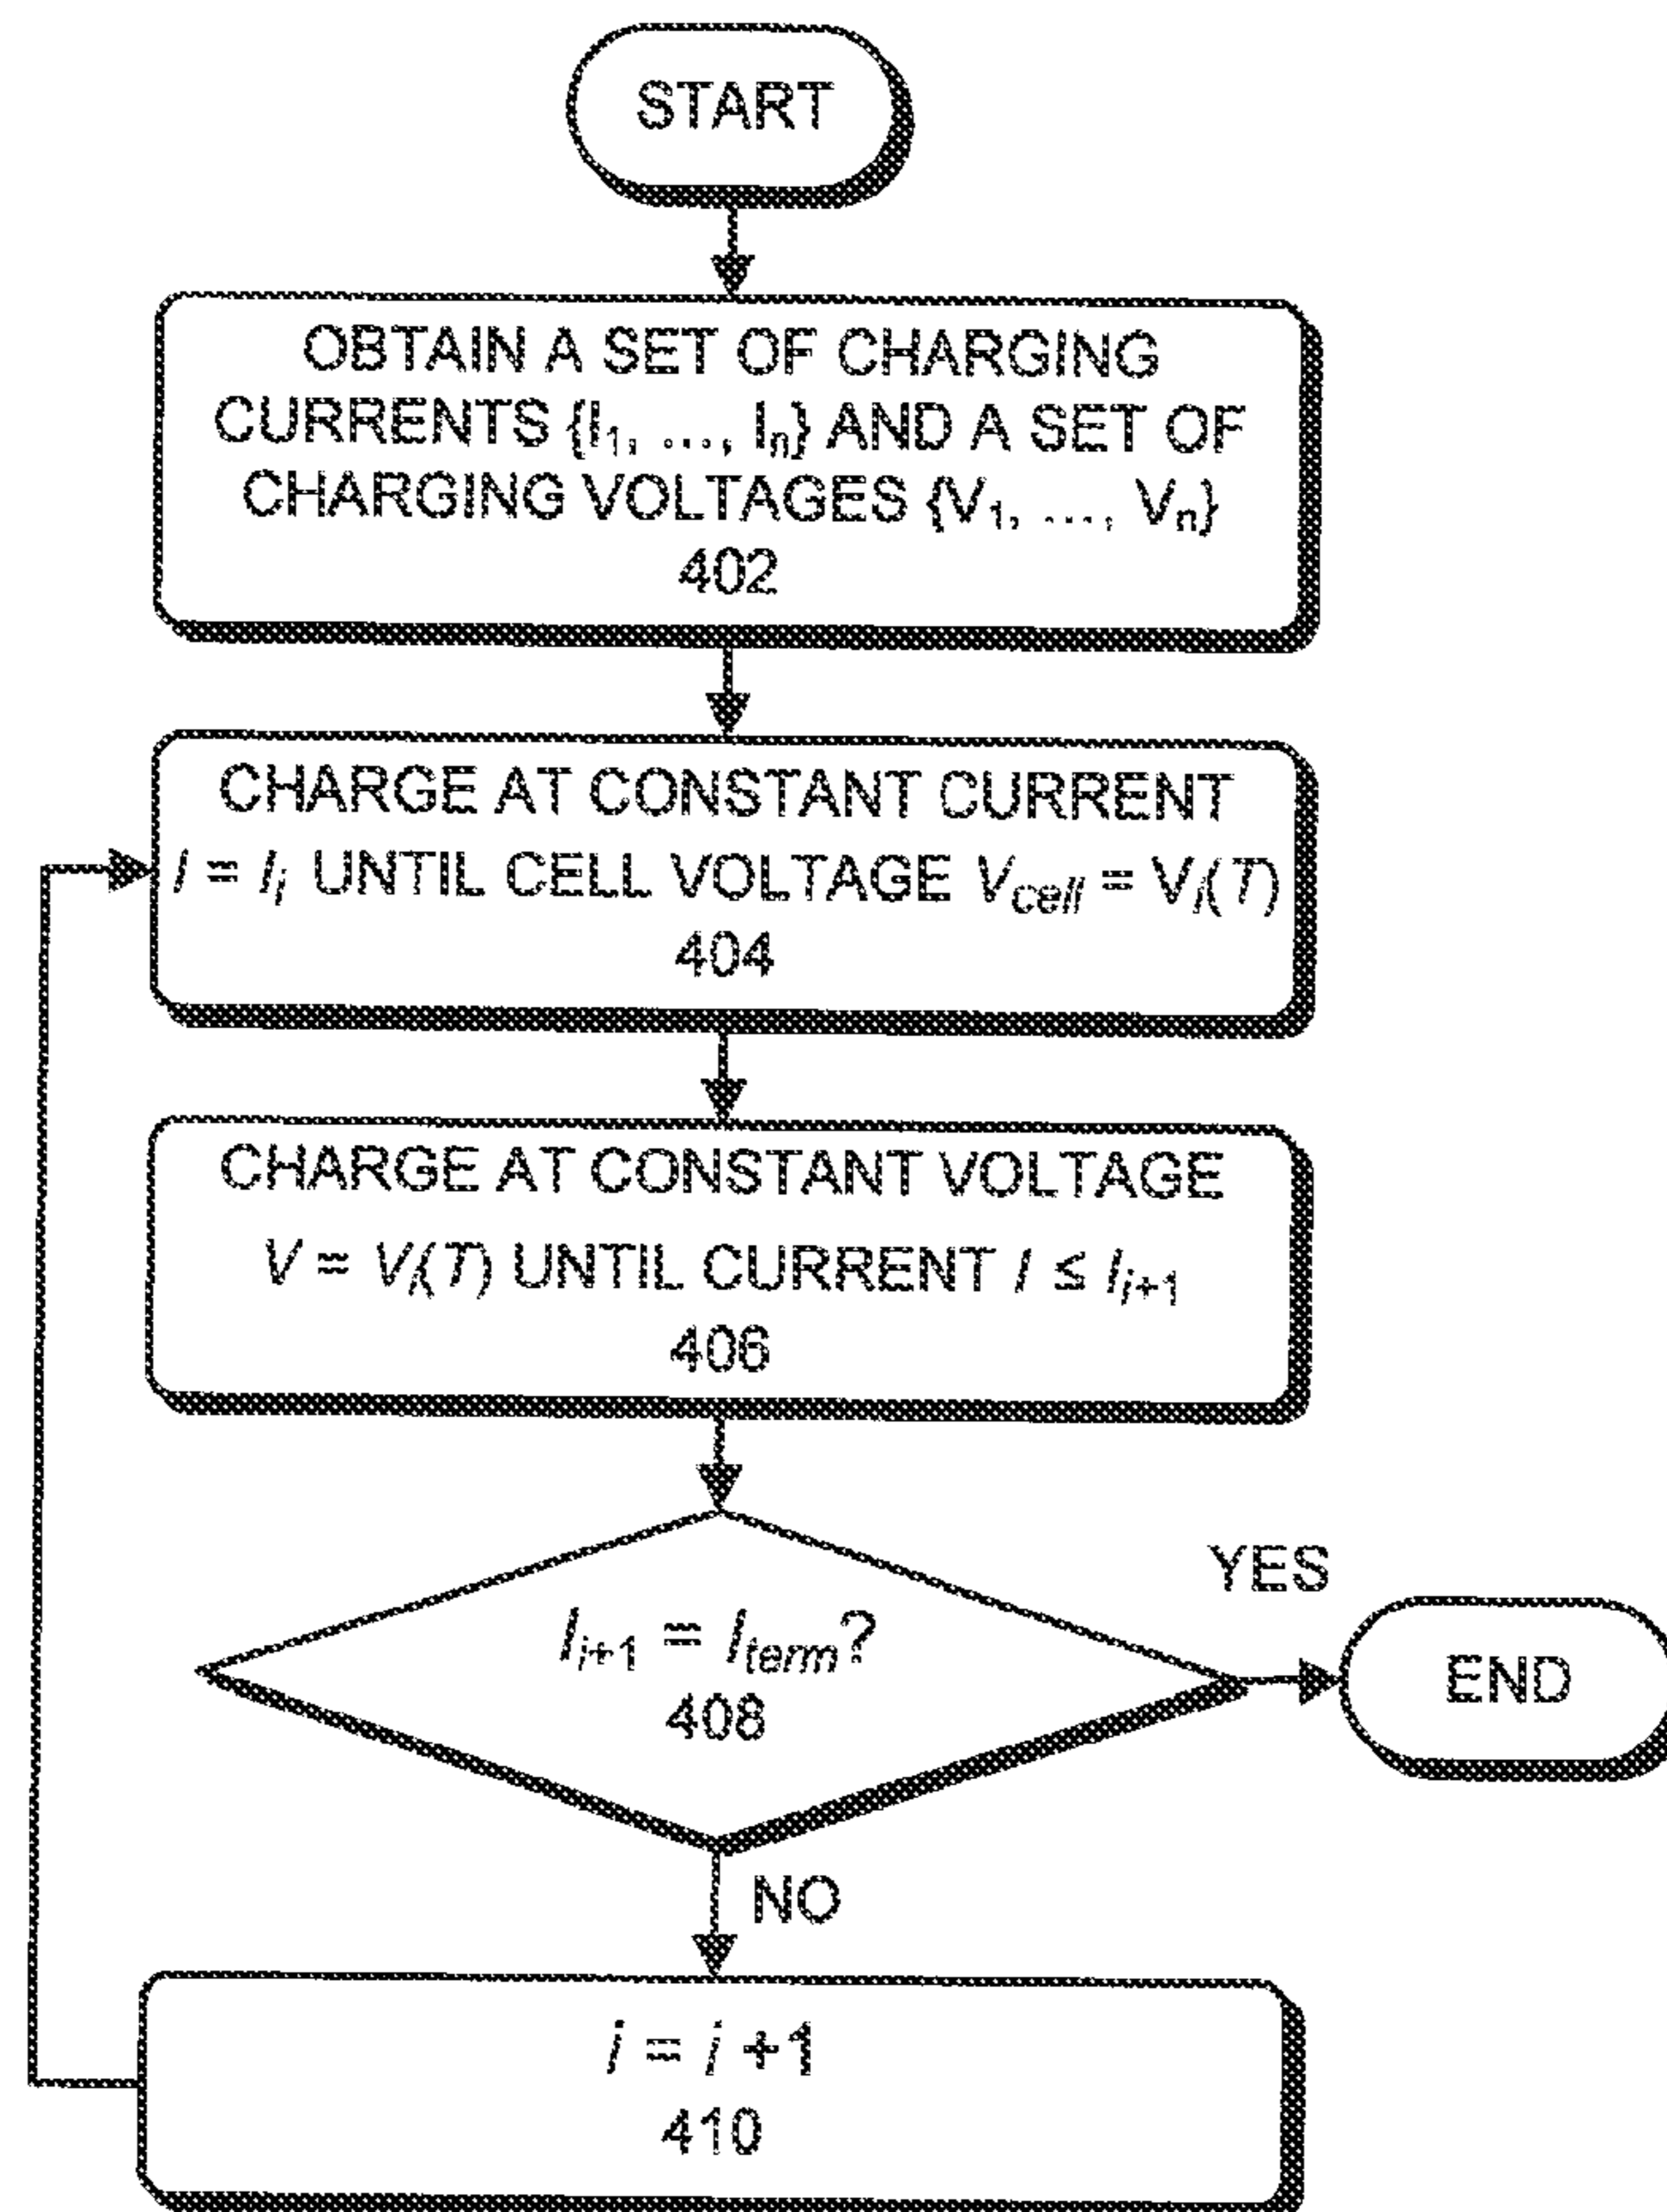 START
OBTAIN A SET OF CHARGING
CURRENTS {I₁, ..., Iₙ} AND A SET OF
CHARGING VOLTAGES {V₁, ..., Vₙ}
402
CHARGE AT CONSTANT CURRENT
I = Iᵢ UNTIL CELL VOLTAGE V_cell = Vᵢ(T)
404
CHARGE AT CONSTANT VOLTAGE
V = Vᵢ(T) UNTIL CURRENT I ≤ Iᵢ₊₁
406
YES
Iᵢ₊₁ = I_term?
408
END
NO
i = i +1
410